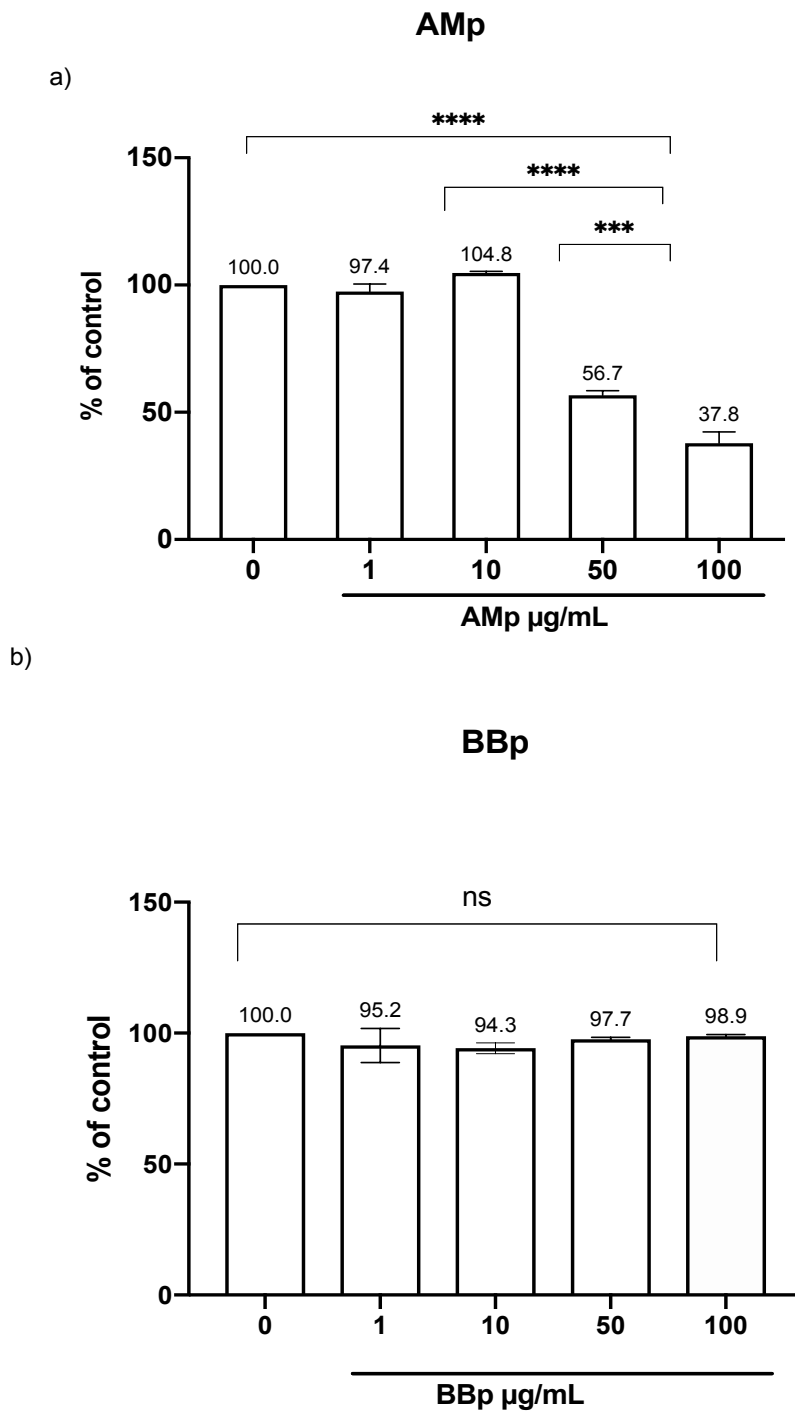 AMp
a)
****
150
****
***
104.8
100.0
97.4
100
% of control
56.7
50
37.8
0
0 1 10 50 100
AMp µg/mL
b)
BBp
150
ns
100.0 95.2 94.3 97.7 98.9
100
% of control
50
0
0 1 10 50 100
BBp µg/mL